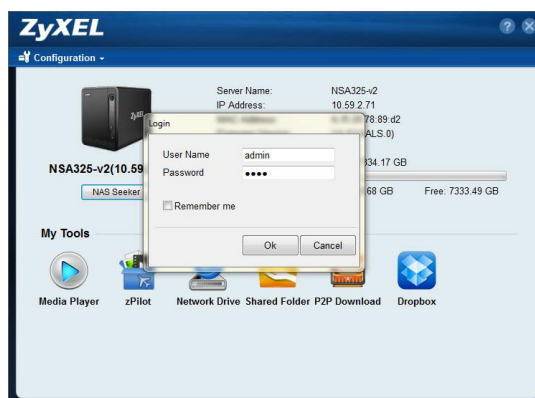 ZyXEL
Configuration
ZyXEL
Server Name: NSA325-v2
IP Address: 10.59.2.71
78:89:d2
ALS.0)
Login
User Name admin
Password ••••
34.17 GB
NSA325-v2(10.59
NAS Seeker
68 GB Free: 7333.49 GB
Remember me
Ok Cancel
My Tools
Media Player zPilot Network Drive Shared Folder P2P Download Dropbox